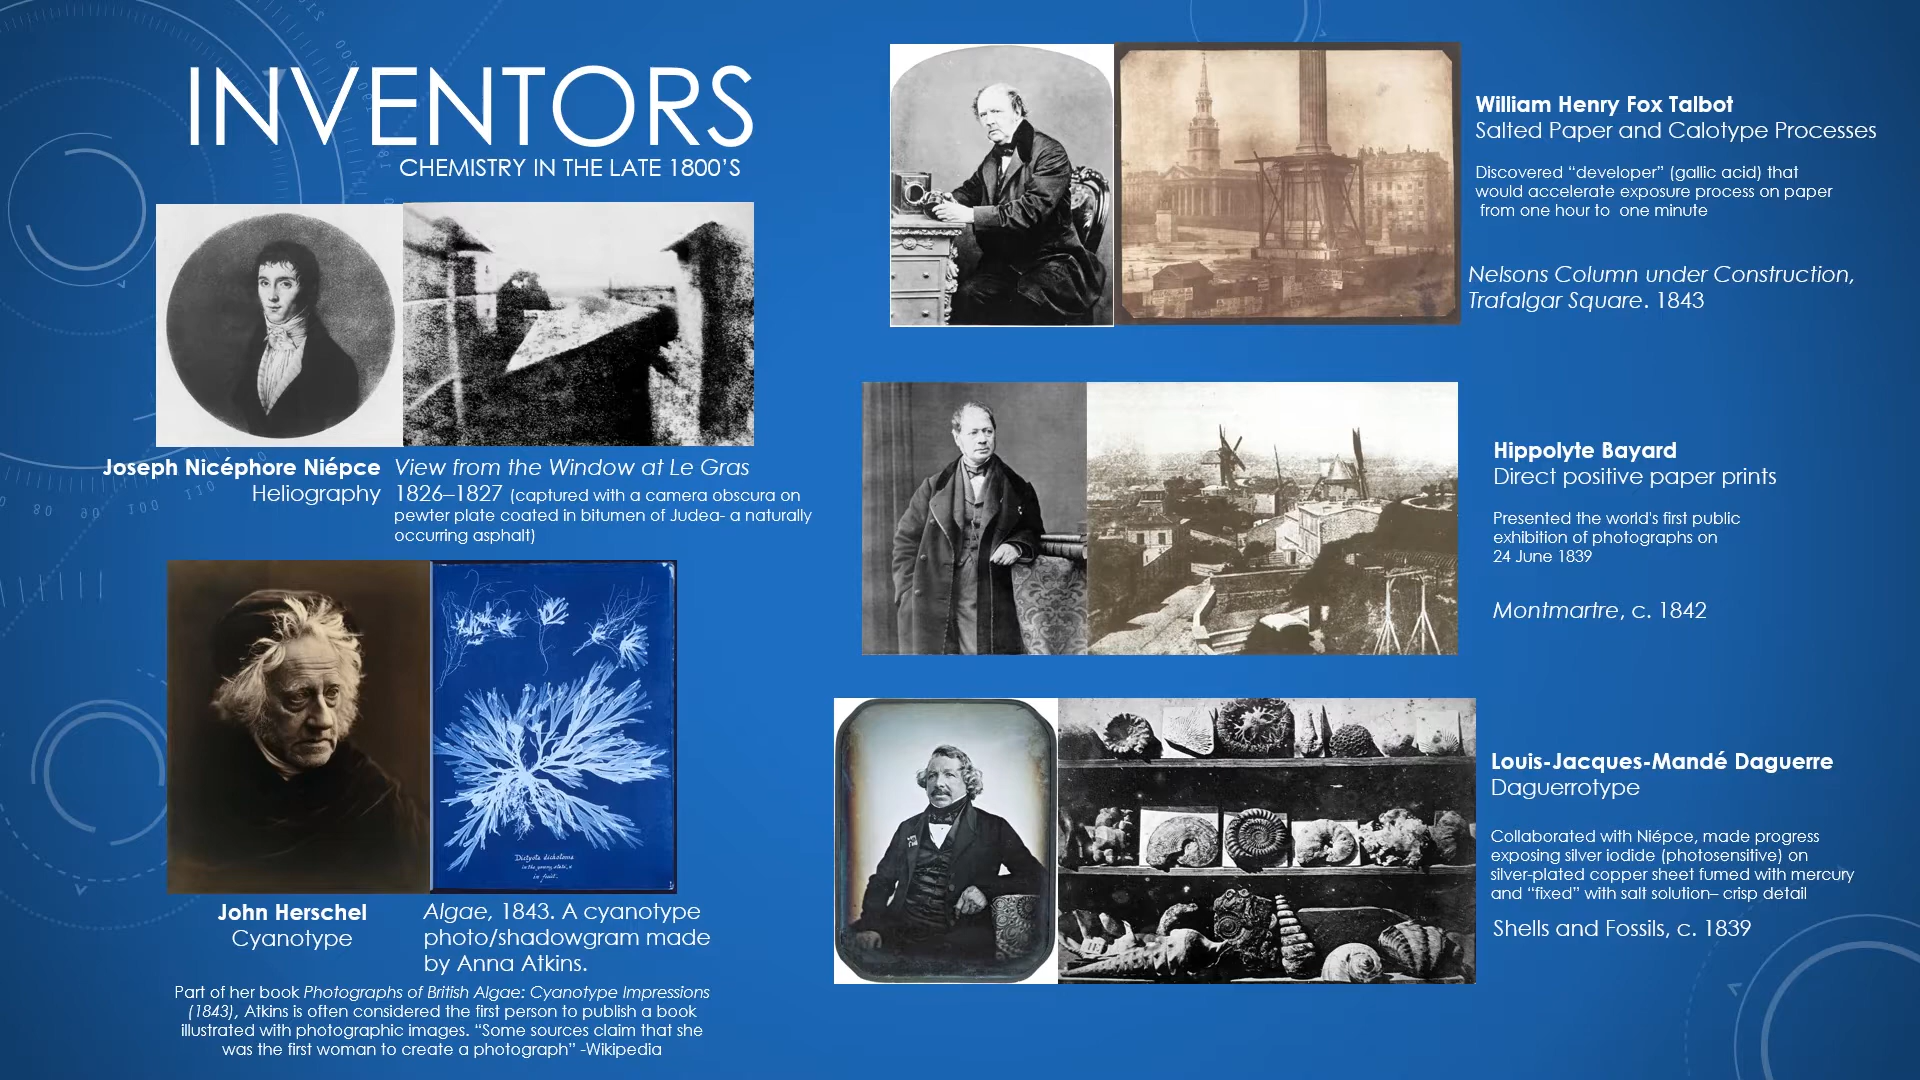 INVENTORS
CHEMISTRY IN THE LATE 1800'S
Joseph Nicéphore Niépce
Heliography
View from the Window at Le Gras
1826–1827 (captured with a camera obscura on
pewter plate coated in bitumen of Judea- a naturally
occurring asphalt)
Dictyota dichotoma
in the young state, &
in fruit.
John Herschel
Cyanotype
Algae, 1843. A cyanotype
photo/shadowgram made
by Anna Atkins.
Part of her book Photographs of British Algae: Cyanotype Impressions
(1843), Atkins is often considered the first person to publish a book
illustrated with photographic images. “Some sources claim that she
was the first woman to create a photograph” -Wikipedia
William Henry Fox Talbot
Salted Paper and Calotype Processes
Discovered “developer” (gallic acid) that
would accelerate exposure process on paper
from one hour to one minute
Nelsons Column under Construction,
Trafalgar Square. 1843
Hippolyte Bayard
Direct positive paper prints
Presented the world's first public
exhibition of photographs on
24 June 1839
Montmartre, c. 1842
Louis-Jacques-Mandé Daguerre
Daguerrotype
Collaborated with Niépce, made progress
exposing silver iodide (photosensitive) on
silver-plated copper sheet fumed with mercury
and “fixed” with salt solution– crisp detail
Shells and Fossils, c. 1839